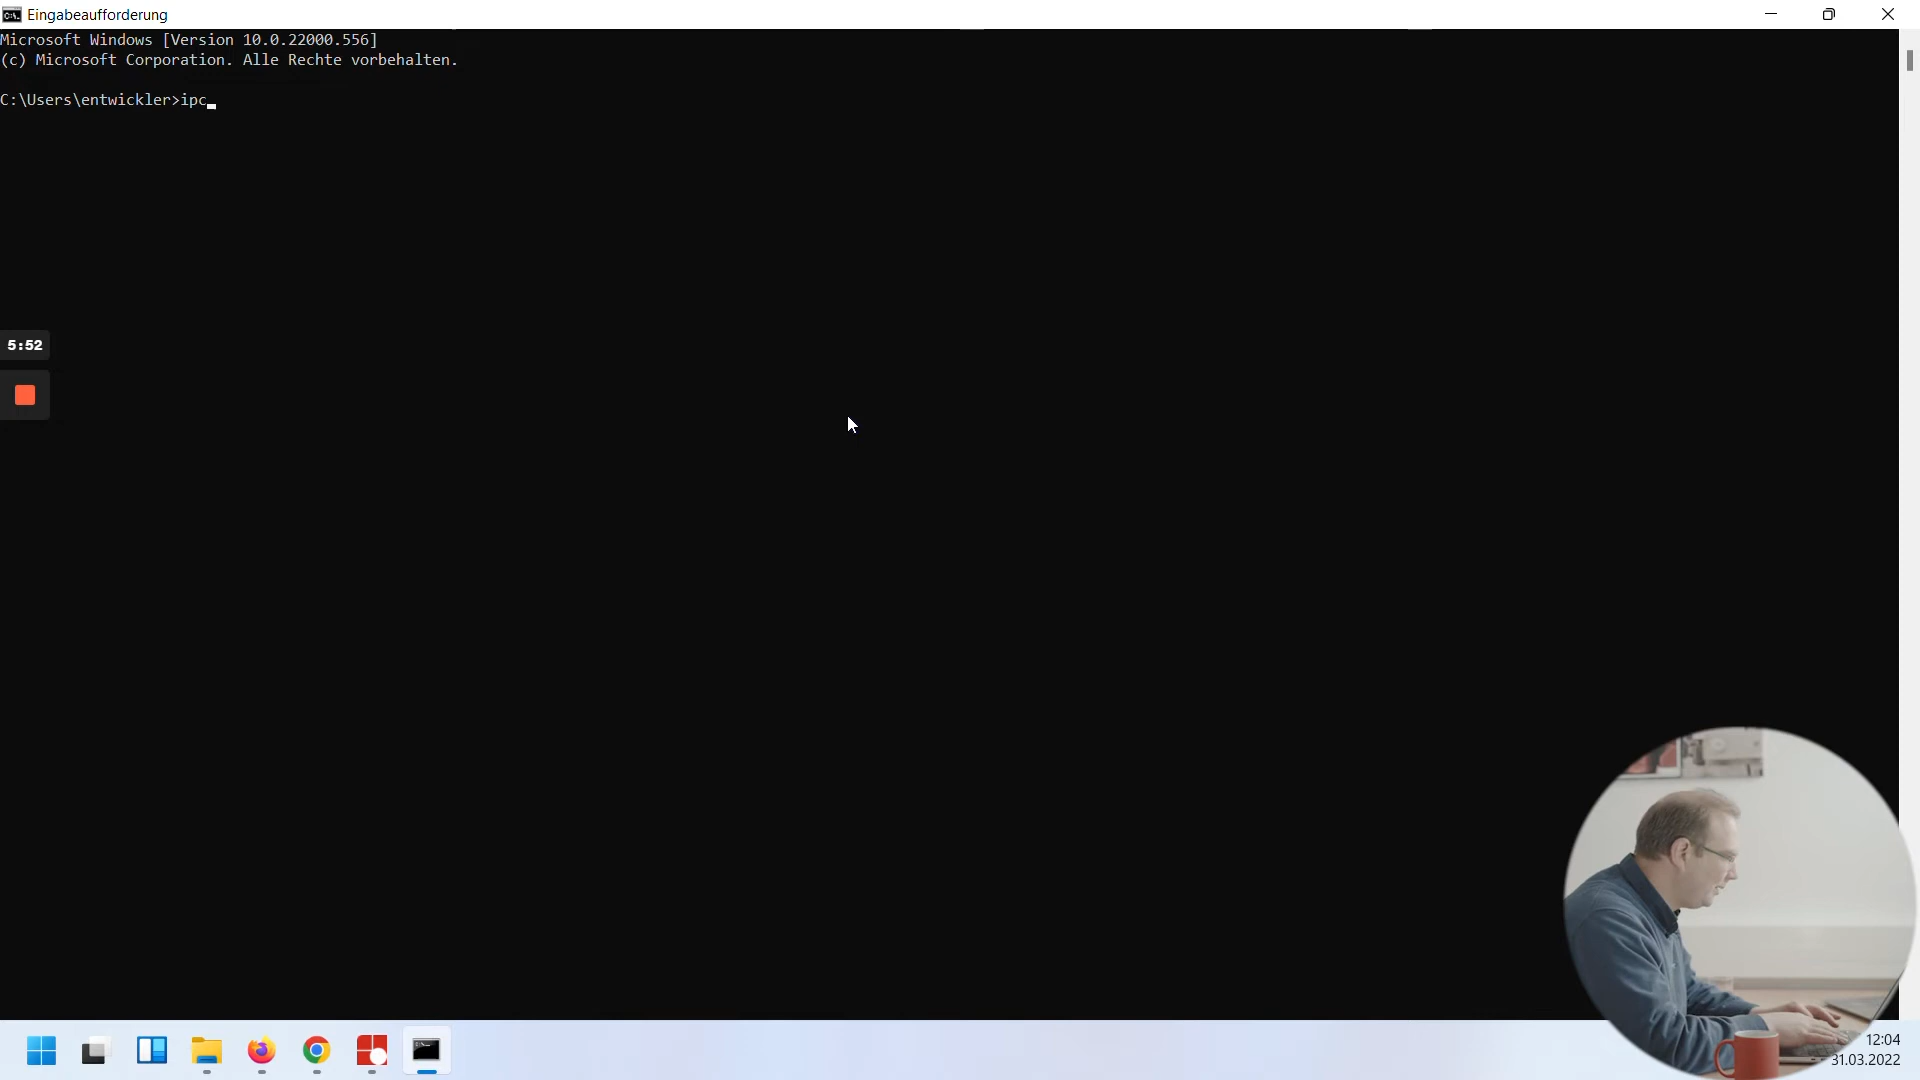 Eingabeaufforderung
Microsoft Windows [Version 10.0.22000.556]
(c) Microsoft Corporation. Alle Rechte vorbehalten.
C:\Users\entwickler>ipc
5:52
12:04
31.03.2022